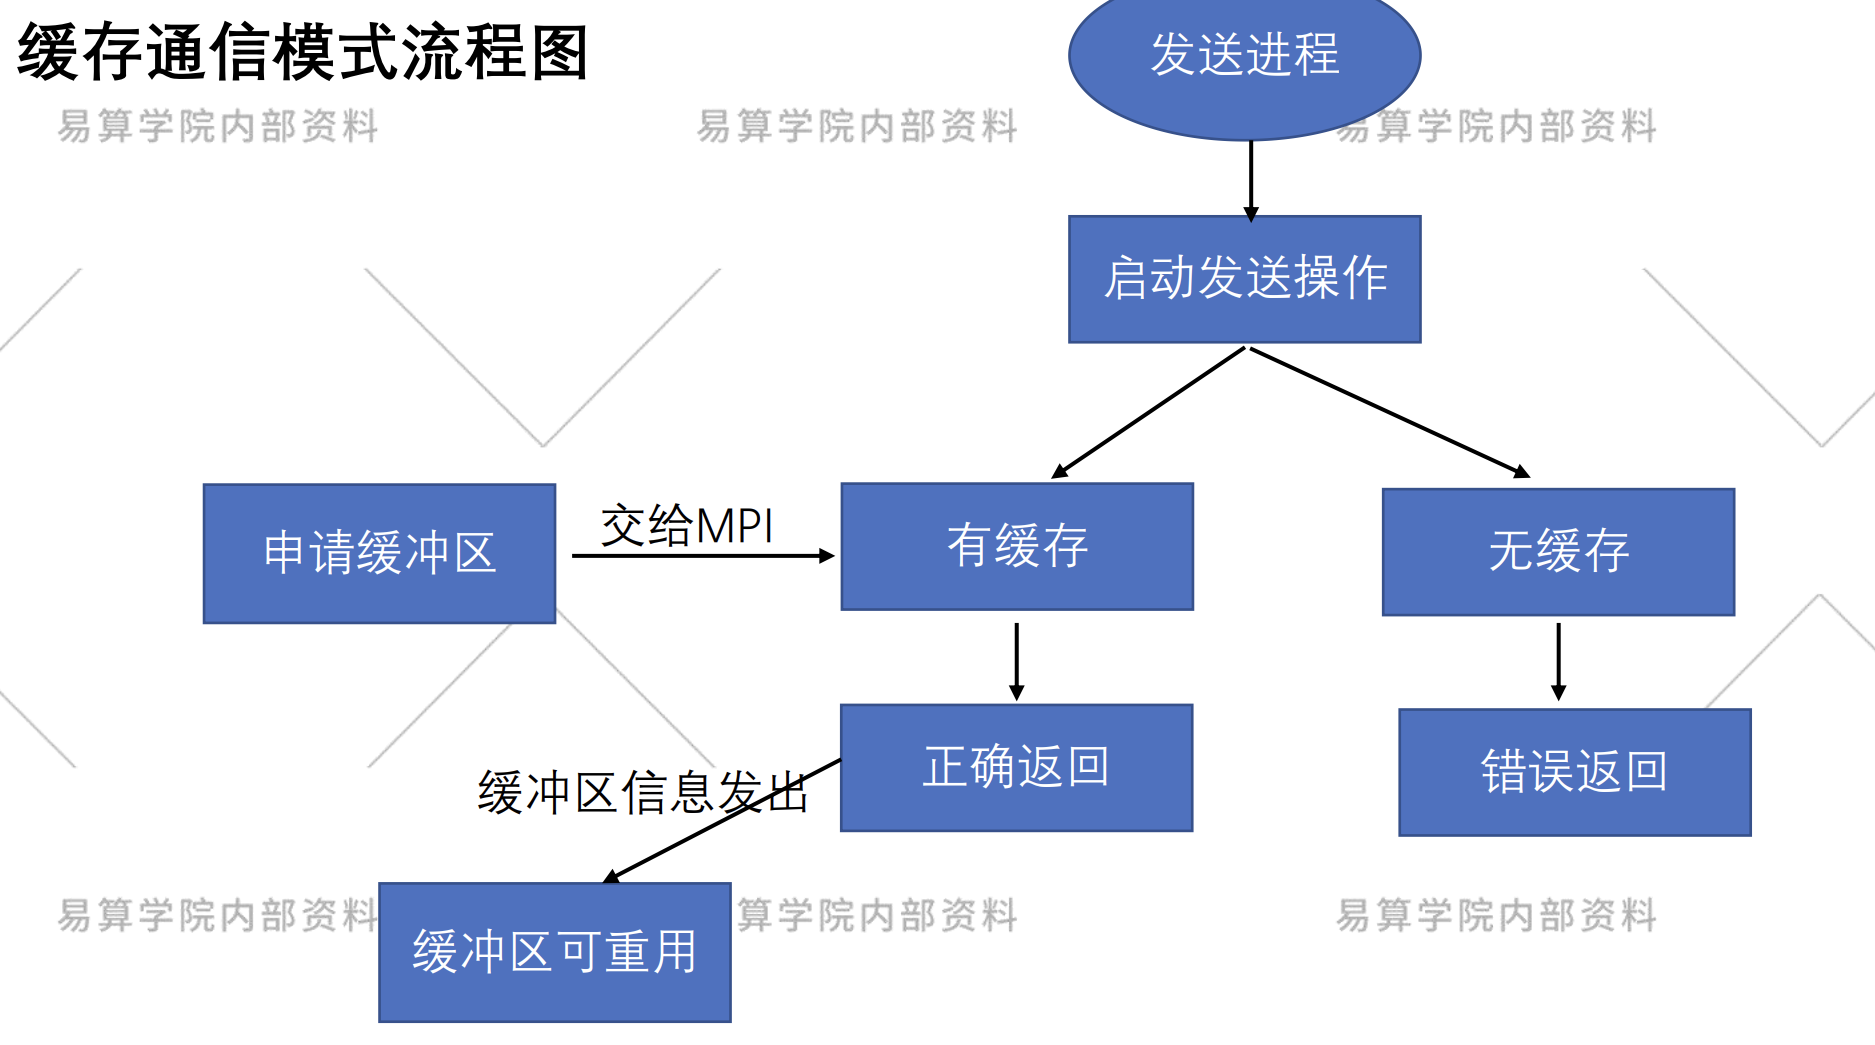 缓存通信模式流程图
发送进程
易算学院内部资料
易算学院内部资料
易算学院内部资料
启动发送操作
申请缓冲区
交给MPI
有缓存
无缓存
正确返回
错误返回
缓冲区信息发出
易算学院内部资料
算学院内部资料
易算学院内部资料
缓冲区可重用